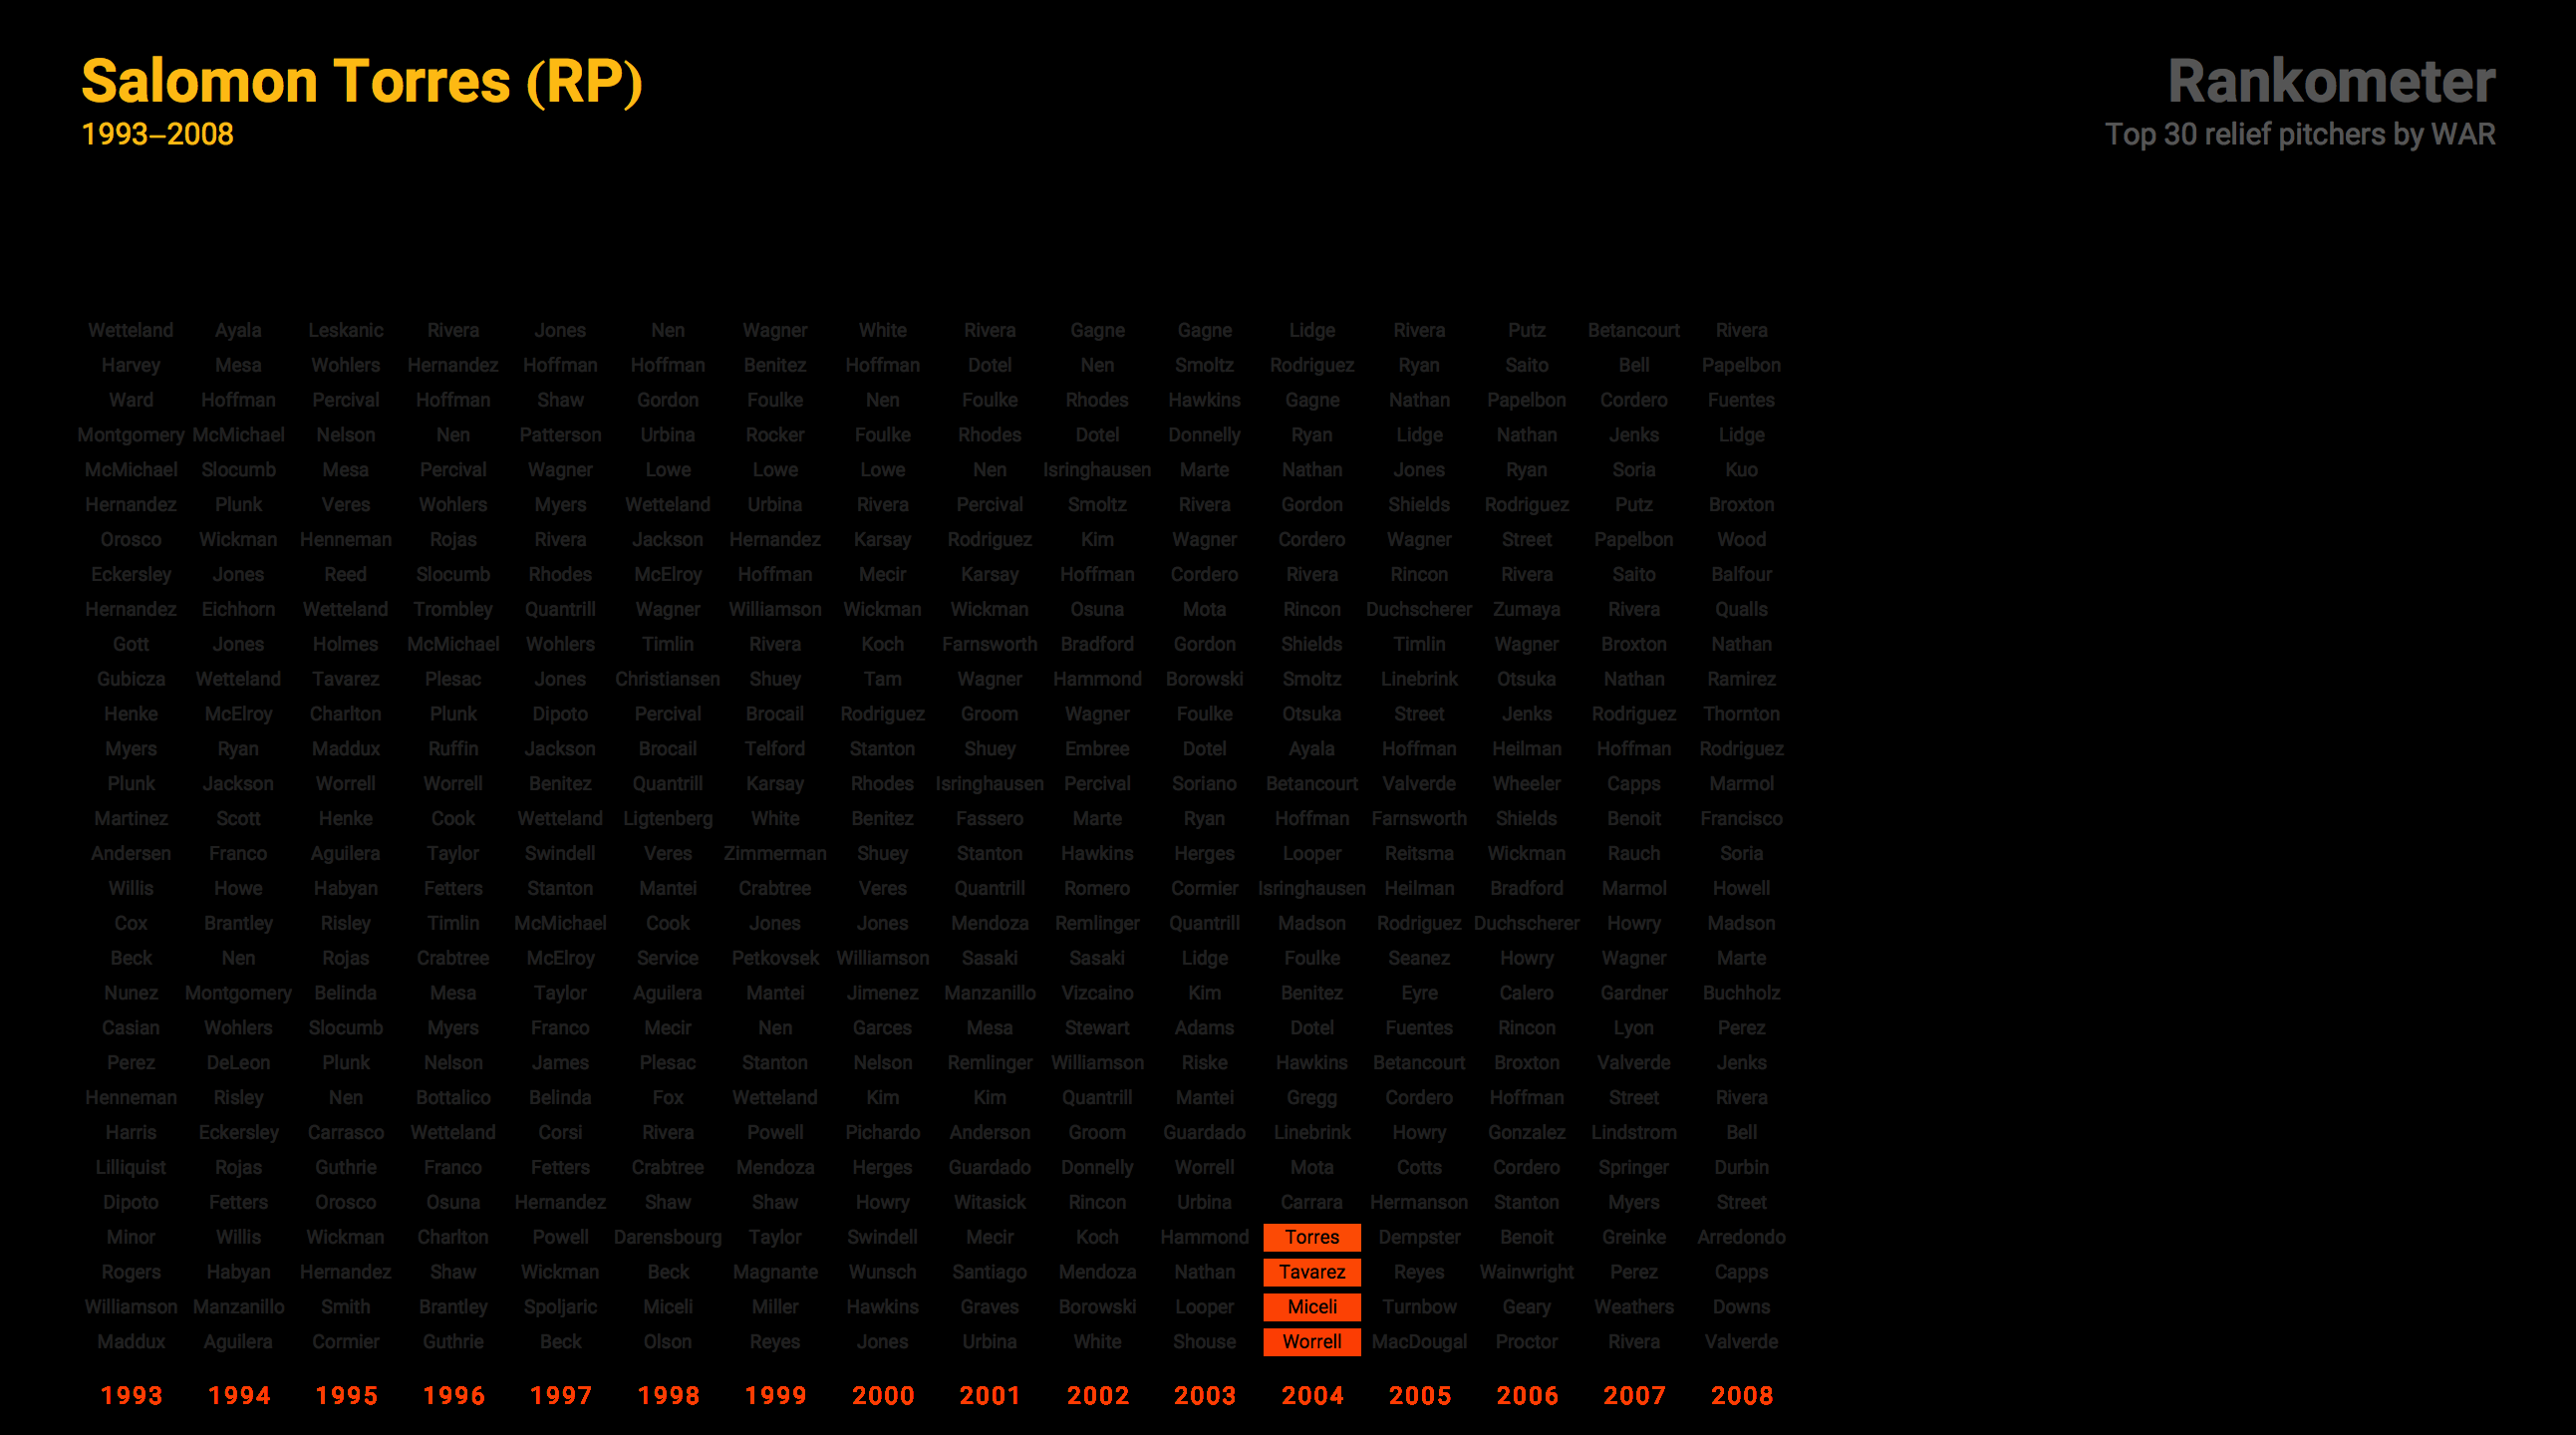 Salomon Torres (RP)
1993–2008
Rankometer
Top 30 relief pitchers by WAR
Wetteland Ayala Leskanic Rivera Jones Nen Wagner White Rivera Gagne Gagne Lidge Rivera Putz Betancourt Rivera
Harvey Mesa Wohlers Hernandez Hoffman Hoffman Benitez Hoffman Dotel Nen Smoltz Rodriguez Ryan Saito Bell Papelbon
Ward Hoffman Percival Hoffman Shaw Gordon Foulke Nen Foulke Rhodes Hawkins Gagne Nathan Papelbon Cordero Fuentes
Montgomery McMichael Nelson Nen Patterson Urbina Rocker Foulke Rhodes Dotel Donnelly Ryan Lidge Nathan Jenks Lidge
McMichael Slocumb Mesa Percival Wagner Lowe Lowe Lowe Nen Isringhausen Marte Nathan Jones Ryan Soria Kuo
Hernandez Plunk Veres Wohlers Myers Wetteland Urbina Rivera Percival Smoltz Rivera Gordon Shields Rodriguez Putz Broxton
Orosco Wickman Henneman Rojas Rivera Jackson Hernandez Karsay Rodriguez Kim Wagner Cordero Wagner Street Papelbon Wood
Eckersley Jones Reed Slocumb Rhodes McElroy Hoffman Mecir Karsay Hoffman Cordero Rivera Rincon Rivera Saito Balfour
Hernandez Eichhorn Wetteland Trombley Quantrill Wagner Williamson Wickman Wickman Osuna Mota Rincon Duchscherer Zumaya Rivera Qualls
Gott Jones Holmes McMichael Wohlers Timlin Rivera Koch Farnsworth Bradford Gordon Shields Timlin Wagner Broxton Nathan
Gubicza Wetteland Tavarez Plesac Jones Christiansen Shuey Tam Wagner Hammond Borowski Smoltz Linebrink Otsuka Nathan Ramirez
Henke McElroy Charlton Plunk Dipoto Percival Brocail Rodriguez Groom Wagner Foulke Otsuka Street Jenks Rodriguez Thornton
Myers Ryan Maddux Ruffin Jackson Brocail Telford Stanton Shuey Embree Dotel Ayala Hoffman Heilman Hoffman Rodriguez
Plunk Jackson Worrell Worrell Benitez Quantrill Karsay Rhodes Isringhausen Percival Soriano Betancourt Valverde Wheeler Capps Marmol
Martinez Scott Henke Cook Wetteland Ligtenberg White Benitez Fassero Marte Ryan Hoffman Farnsworth Shields Benoit Francisco
Andersen Franco Aguilera Taylor Swindell Veres Zimmerman Shuey Stanton Hawkins Herges Looper Reitsma Wickman Rauch Soria
Willis Howe Habyan Fetters Stanton Mantei Crabtree Veres Quantrill Romero Cormier Isringhausen Heilman Bradford Marmol Howell
Cox Brantley Risley Timlin McMichael Cook Jones Jones Mendoza Remlinger Quantrill Madson Rodriguez Duchscherer Howry Madson
Beck Nen Rojas Crabtree McElroy Service Petkovsek Williamson Sasaki Sasaki Lidge Foulke Seanez Howry Wagner Marte
Nunez Montgomery Belinda Mesa Taylor Aguilera Mantei Jimenez Manzanillo Vizcaino Kim Benitez Eyre Calero Gardner Buchholz
Casian Wohlers Slocumb Myers Franco Mecir Nen Garces Mesa Stewart Adams Dotel Fuentes Rincon Lyon Perez
Perez DeLeon Plunk Nelson James Plesac Stanton Nelson Remlinger Williamson Riske Hawkins Betancourt Broxton Valverde Jenks
Henneman Risley Nen Bottalico Belinda Fox Wetteland Kim Kim Quantrill Mantei Gregg Cordero Hoffman Street Rivera
Harris Eckersley Carrasco Wetteland Corsi Rivera Powell Pichardo Anderson Groom Guardado Linebrink Howry Gonzalez Lindstrom Bell
Lilliquist Rojas Guthrie Franco Fetters Crabtree Mendoza Herges Guardado Donnelly Worrell Mota Cotts Cordero Springer Durbin
Dipoto Fetters Orosco Osuna Hernandez Shaw Shaw Howry Witasick Rincon Urbina Carrara Hermanson Stanton Myers Street
Minor Willis Wickman Charlton Powell Darensbourg Taylor Swindell Mecir Koch Hammond Torres Dempster Benoit Greinke Arredondo
Rogers Habyan Hernandez Shaw Wickman Beck Magnante Wunsch Santiago Mendoza Nathan Tavarez Reyes Wainwright Perez Capps
Williamson Manzanillo Smith Brantley Spoljaric Miceli Miller Hawkins Graves Borowski Looper Miceli Turnbow Geary Weathers Downs
Maddux Aguilera Cormier Guthrie Beck Olson Reyes Jones Urbina White Shouse Worrell MacDougal Proctor Rivera Valverde
1993 1994 1995 1996 1997 1998 1999 2000 2001 2002 2003 2004 2005 2006 2007 2008